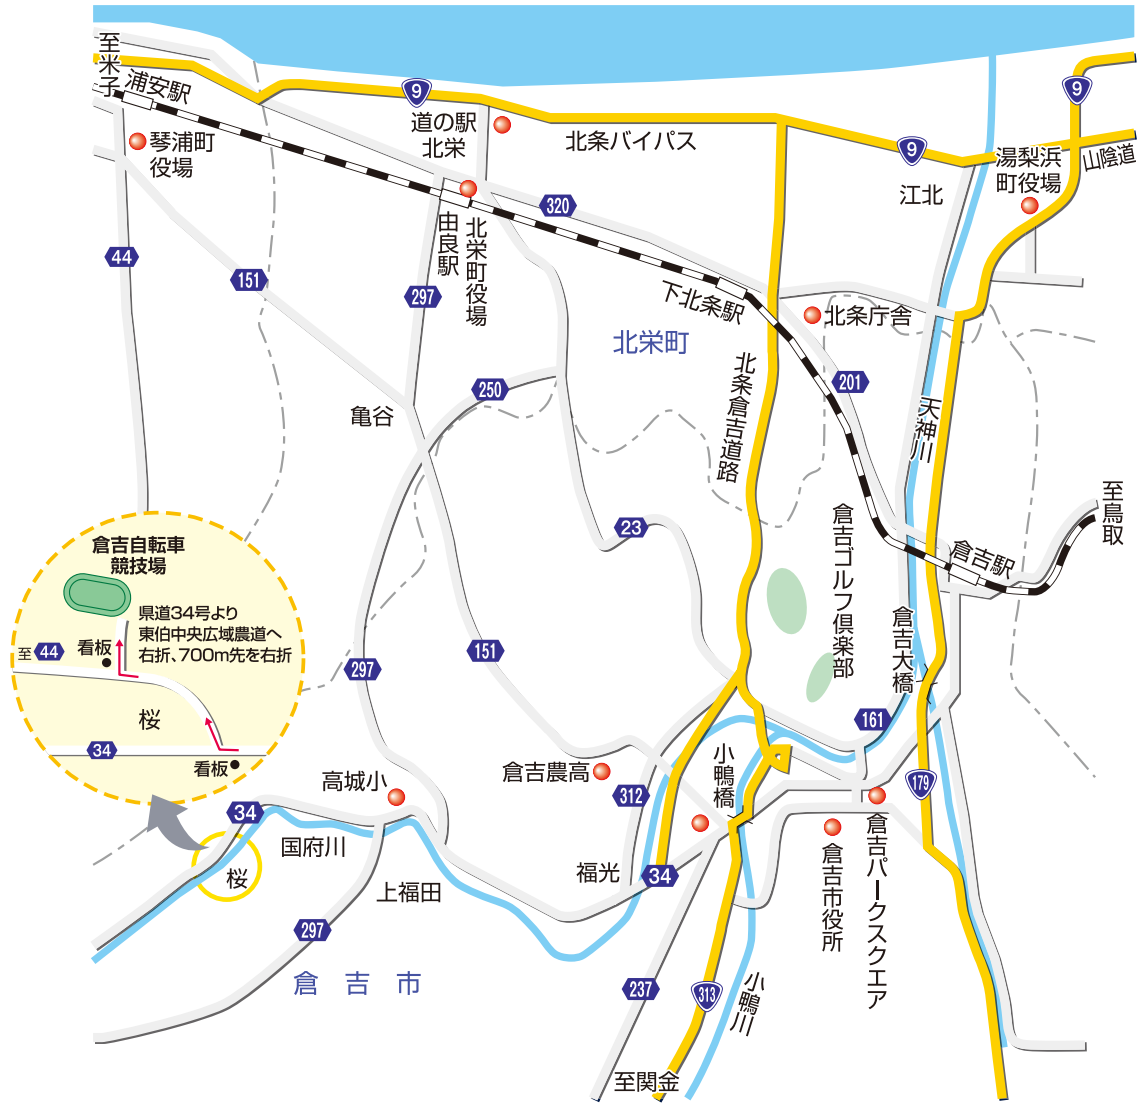 至米子
浦安駅
琴浦町
役場
9
道の駅
北栄
北条バイパス
9
9
山陰道
湯梨浜
町役場
江北
320
44
151
297
由良駅
北栄町役場
下北条駅
北条庁舎
北栄町
250
201
北条倉吉道路
亀谷
天神川
至鳥取
23
倉吉ゴルフ倶楽部
倉吉駅
倉吉大橋
倉吉自転車
競技場
県道34号より
東伯中央広域農道へ
右折、700m先を右折
至
44
看板
桜
34
看板
297
151
161
倉吉農高
312
小鴨橋
179
高城小
34
国府川
桜
上福田
福光
34
倉吉市役所
倉吉パークスクエア
297
倉吉市
237
313
小鴨川
至関金